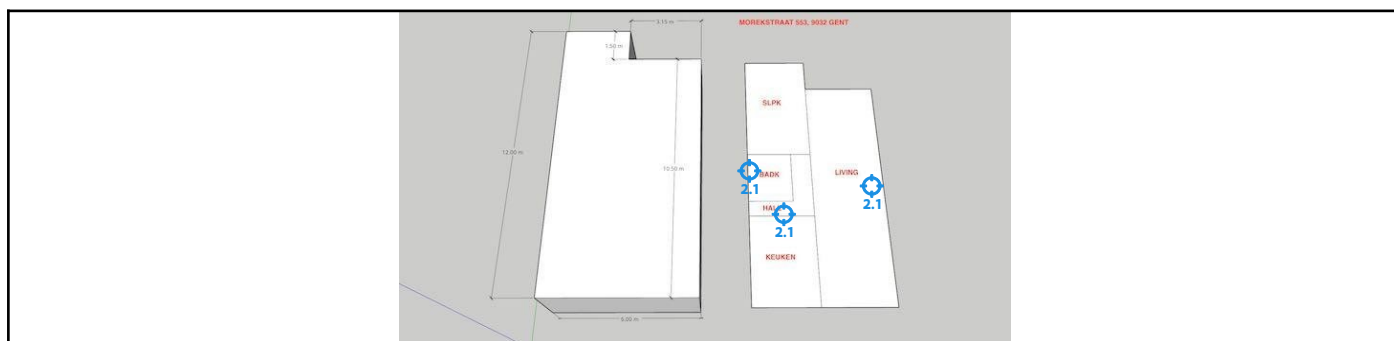 3.15 m
MOREKSTRAAT 553, 9032 GENT
1.50 m
SLPK
12.00 m
10.50 m
BADK
LIVING
2.1
2.1
HALL
2.1
KEUKEN
6.00 m